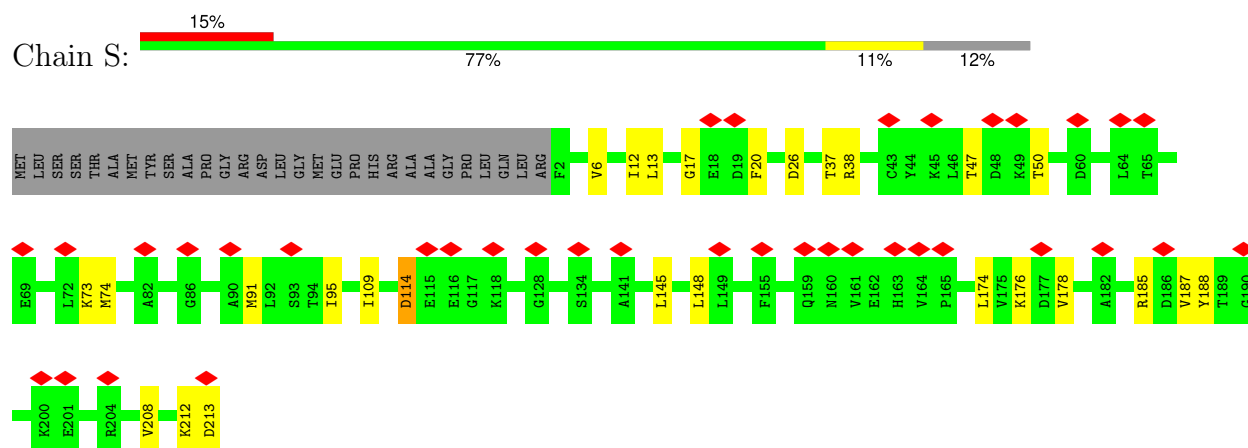 15%
Chain S:
77% 11% 12%
MET LEU SER SER THR ALA MET TYR SER ALA PRO GLY ARG ASP LEU GLY MET GLU PRO HIS ARG ALA ALA GLY PRO LEU GLN LEU ARG F2 V6 I12 L13 G17 E18 D19 F20 D26 T37 R38 C43 Y44 K45 L46 T47 D48 K49 T50 D60 L64 T65
E69 L72 K73 M74 A82 G86 A90 M91 L92 S93 T94 I95 I109 D114 E115 E116 G117 K118 G128 S134 A141 L145 L148 L149 F155 Q159 N160 V161 E162 H163 V164 P165 L174 V175 K176 D177 V178 A182 R185 D186 V187 Y188 T189 G190
K200 E201 R204 V208 K212 D213